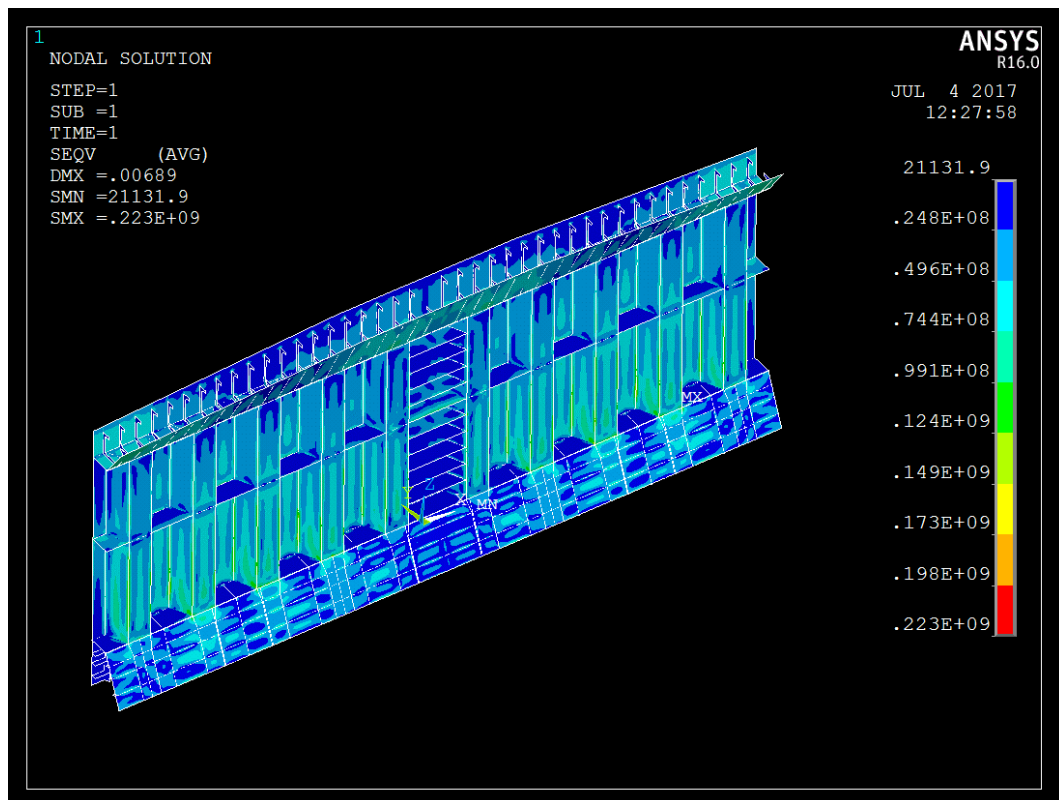 1
NODAL SOLUTION
STEP=1
SUB =1
TIME=1
SEQV (AVG)
DMX =.00689
SMN =21131.9
SMX =.223E+09
ANSYS
R16.0
JUL 4 2017
12:27:58
21131.9
.248E+08
.496E+08
.744E+08
.991E+08
.124E+09
.149E+09
.173E+09
.198E+09
.223E+09
MX
Z
Y
X
MN